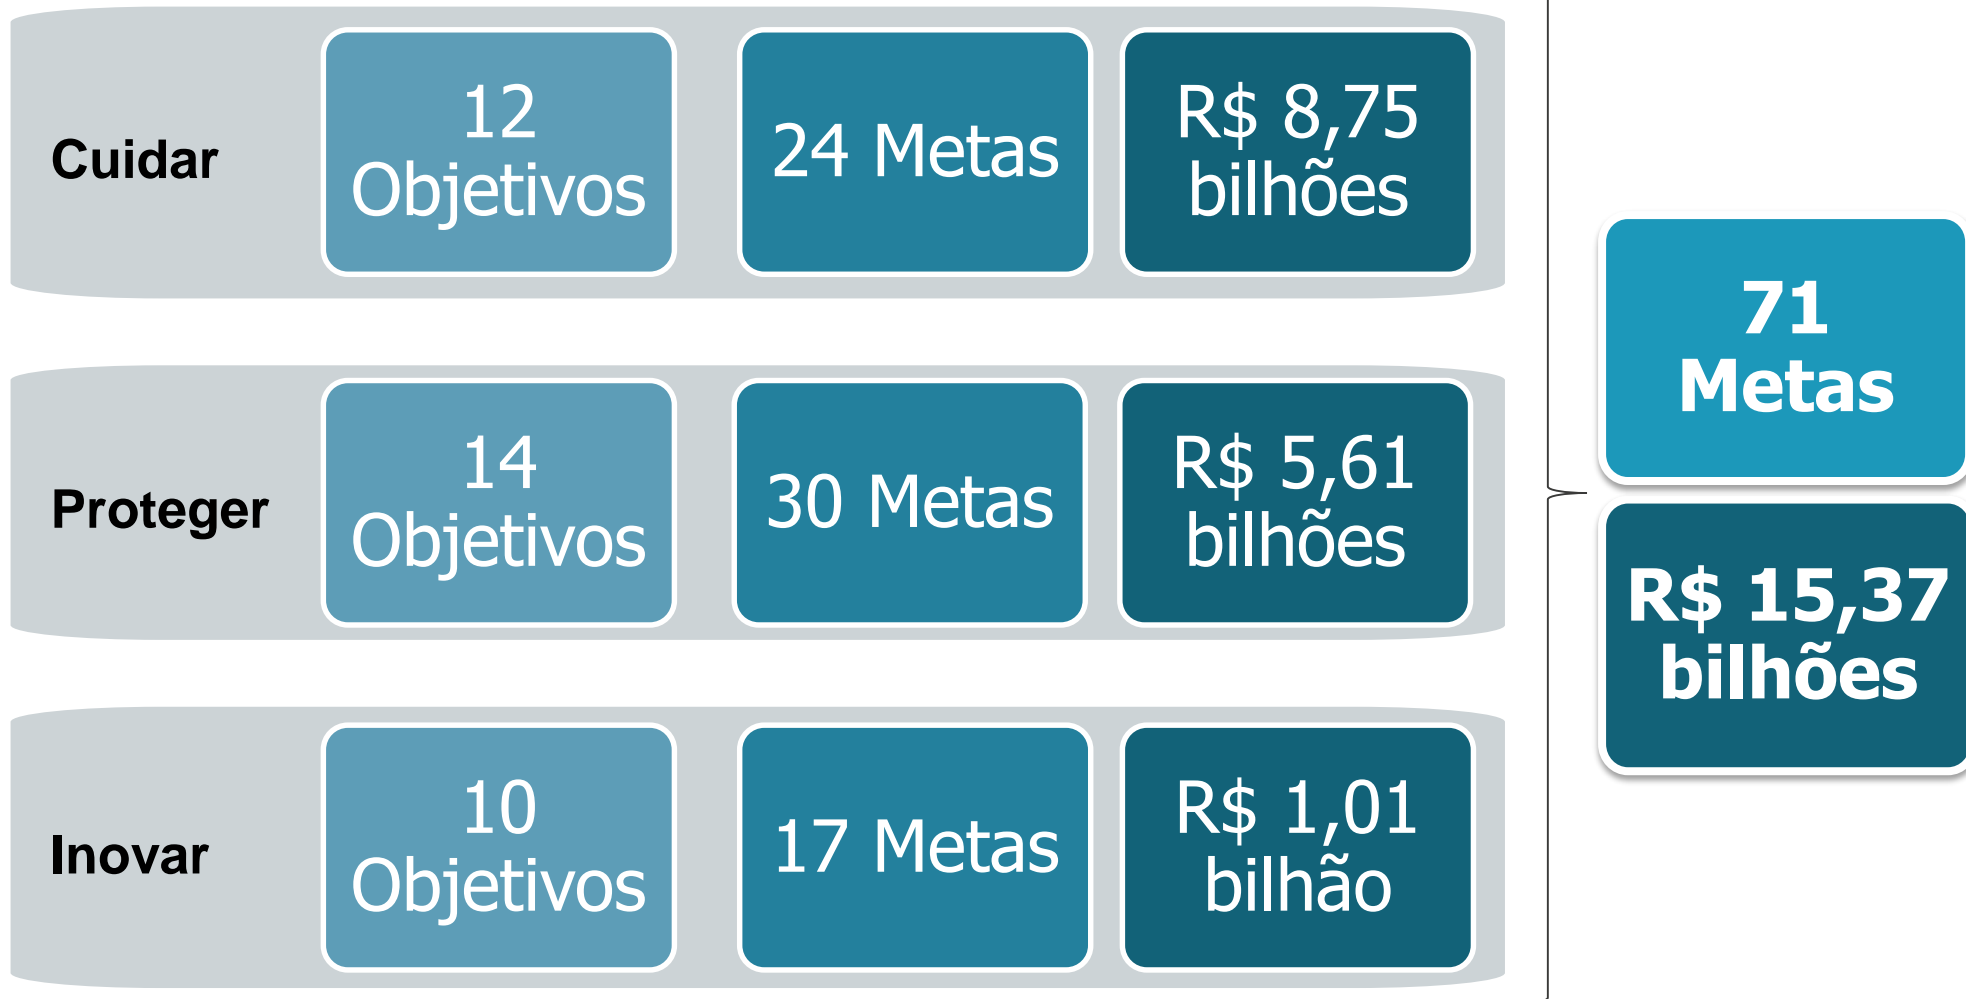 Cuidar
12
Objetivos
24 Metas
R$ 8,75
bilhões
Proteger
14
Objetivos
30 Metas
R$ 5,61
bilhões
Inovar
10
Objetivos
17 Metas
R$ 1,01
bilhão
71
Metas
R$ 15,37
bilhões